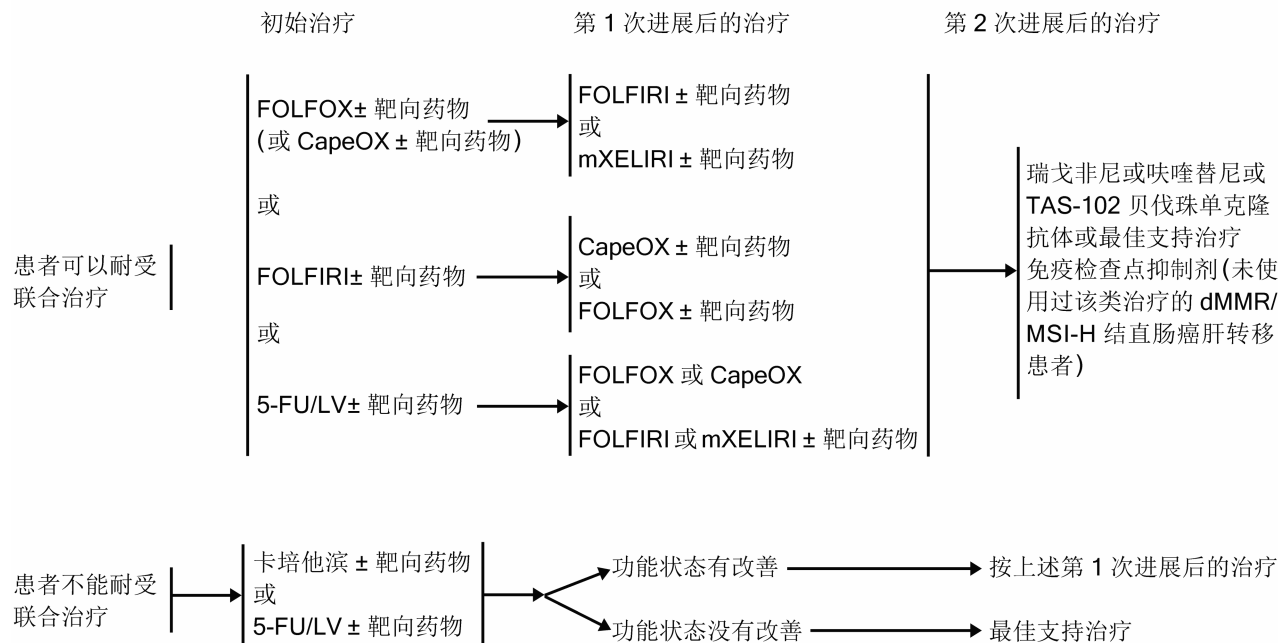 初始治疗
第 1 次进展后的治疗
第 2 次进展后的治疗
患者可以耐受
联合治疗
FOLFOX± 靶向药物
(或 CapeOX ± 靶向药物)
或
FOLFIRI± 靶向药物
或
5-FU/LV± 靶向药物
FOLFIRI ± 靶向药物
或
mXELIRI ± 靶向药物
CapeOX ± 靶向药物
或
FOLFOX ± 靶向药物
FOLFOX 或 CapeOX
或
FOLFIRI 或 mXELIRI ± 靶向药物
瑞戈非尼或呋喹替尼或
TAS-102 贝伐珠单克隆
抗体或最佳支持治疗
免疫检查点抑制剂(未使
用过该类治疗的 dMMR/
MSI-H 结直肠癌肝转移
患者)
患者不能耐受
联合治疗
卡培他滨 ± 靶向药物
或
5-FU/LV ± 靶向药物
功能状态有改善
按上述第 1 次进展后的治疗
功能状态没有改善
最佳支持治疗